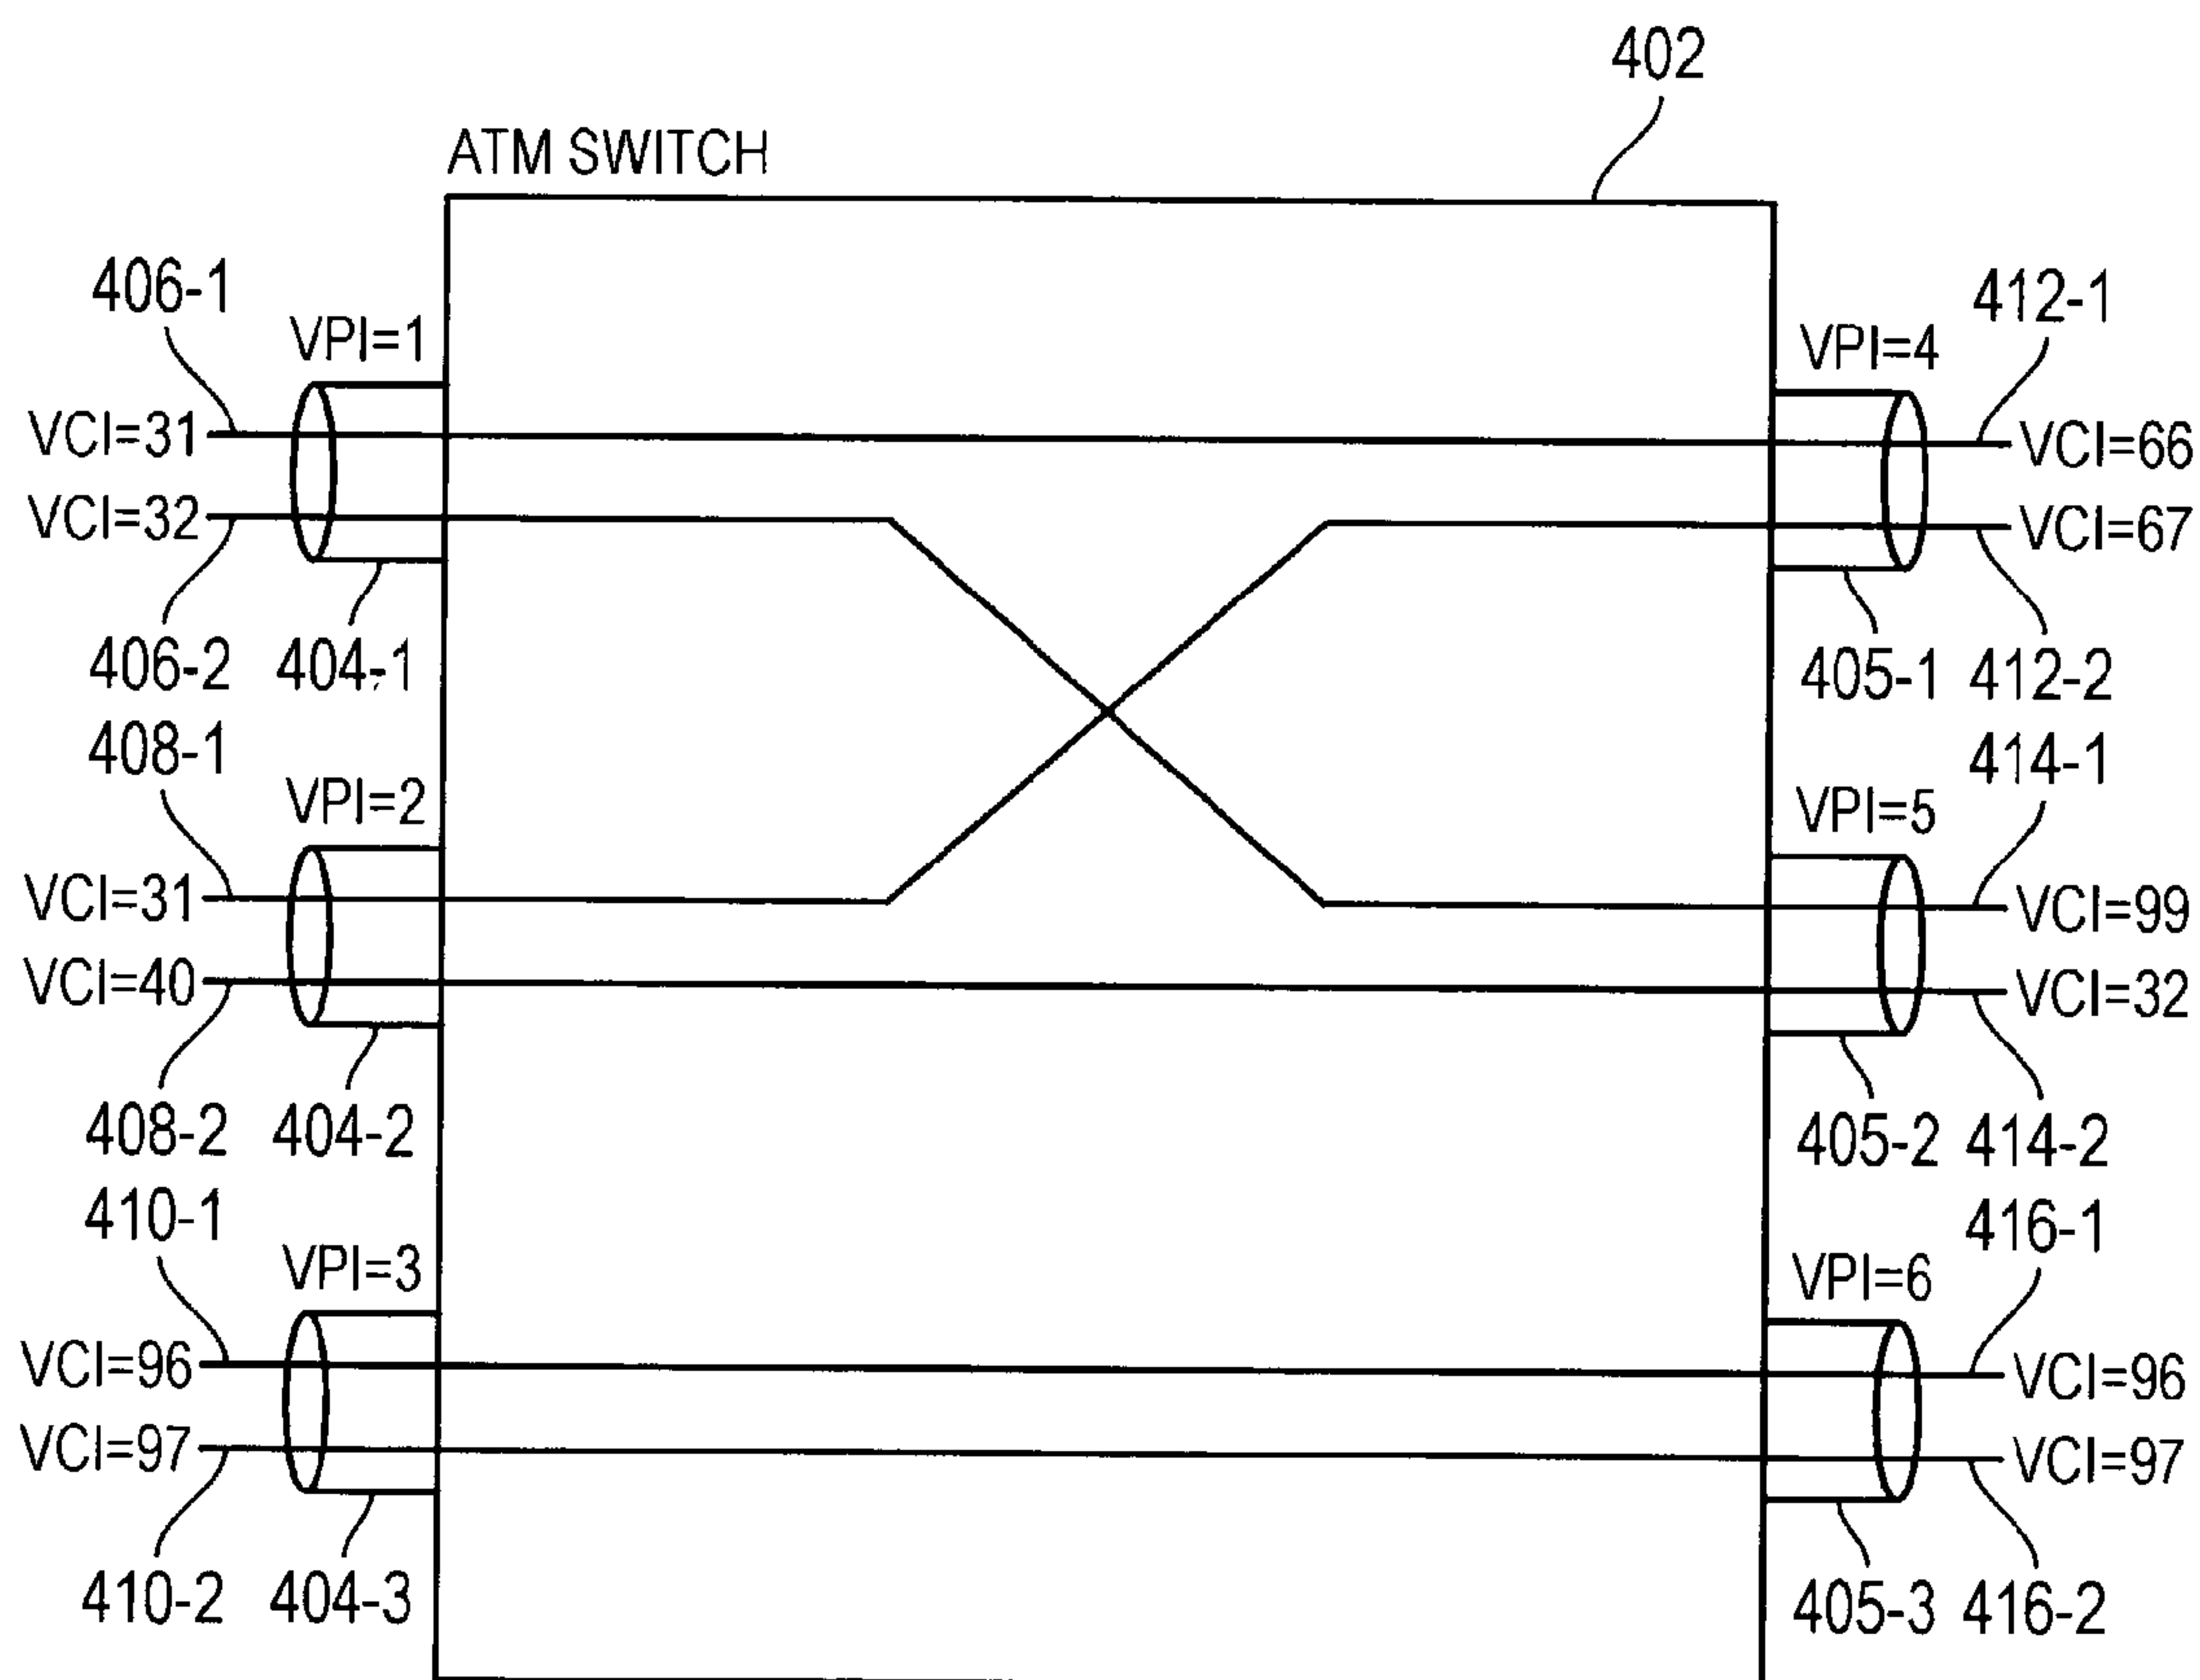 402
ATM SWITCH
406-1
VPI=1
VCI=31
VCI=32
406-2
404-1
408-1
VPI=2
VCI=31
VCI=40
408-2
404-2
410-1
VPI=3
VCI=96
VCI=97
410-2
404-3
412-1
VPI=4
VCI=66
VCI=67
405-1
412-2
414-1
VPI=5
VCI=99
VCI=32
405-2
414-2
416-1
VPI=6
VCI=96
VCI=97
405-3
416-2